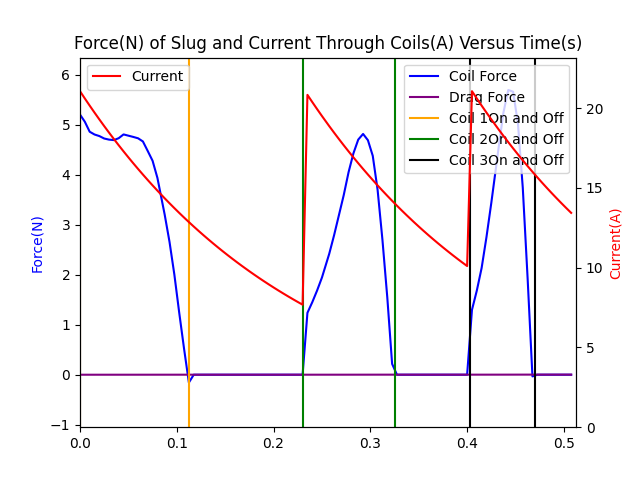 Force(N) of Slug and Current Through Coils(A) Versus Time(s)
Current
Coil Force
Drag Force
Coil 1On and Off
Coil 2On and Off
Coil 3On and Off
Force(N)
6
5
4
3
2
1
0
−1
20
15
10
5
0
Current(A)
0.0
0.1
0.2
0.3
0.4
0.5